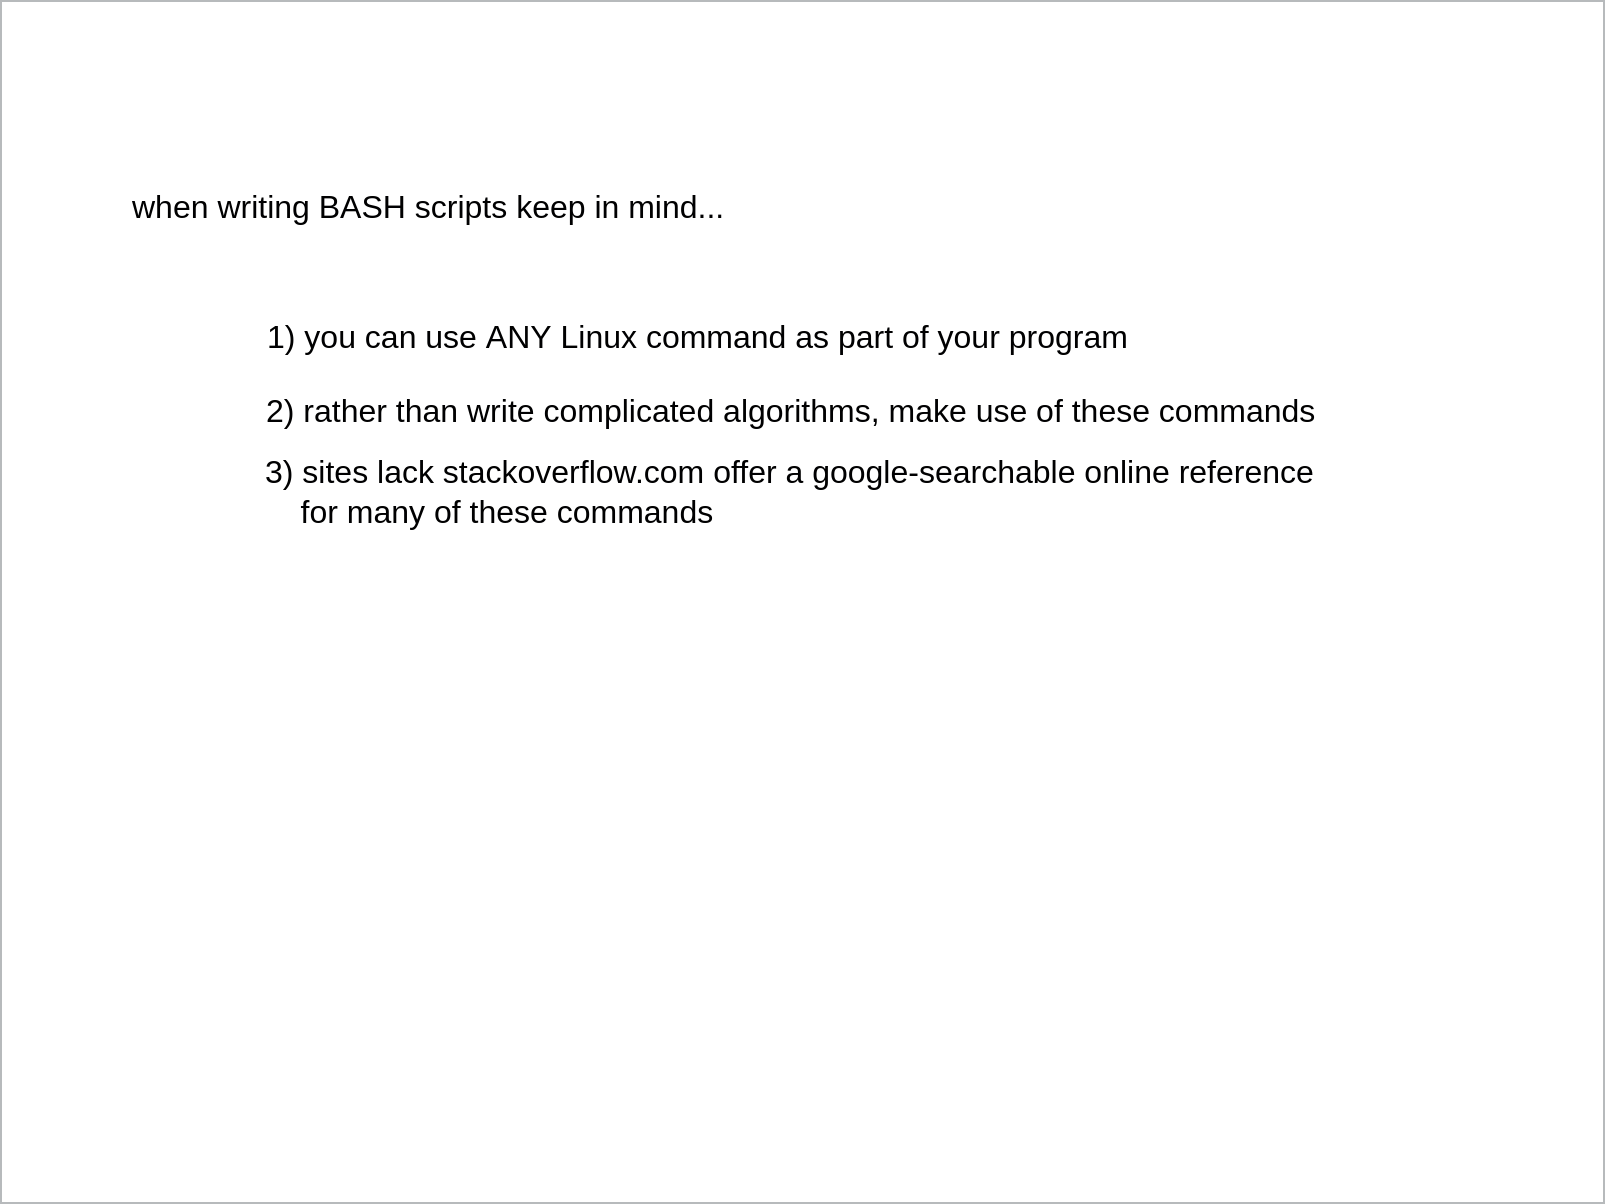 when writing BASH scripts keep in mind...
1) you can use ANY Linux command as part of your program
2) rather than write complicated algorithms, make use of these commands
3) sites lack stackoverflow.com offer a google-searchable online reference
for many of these commands